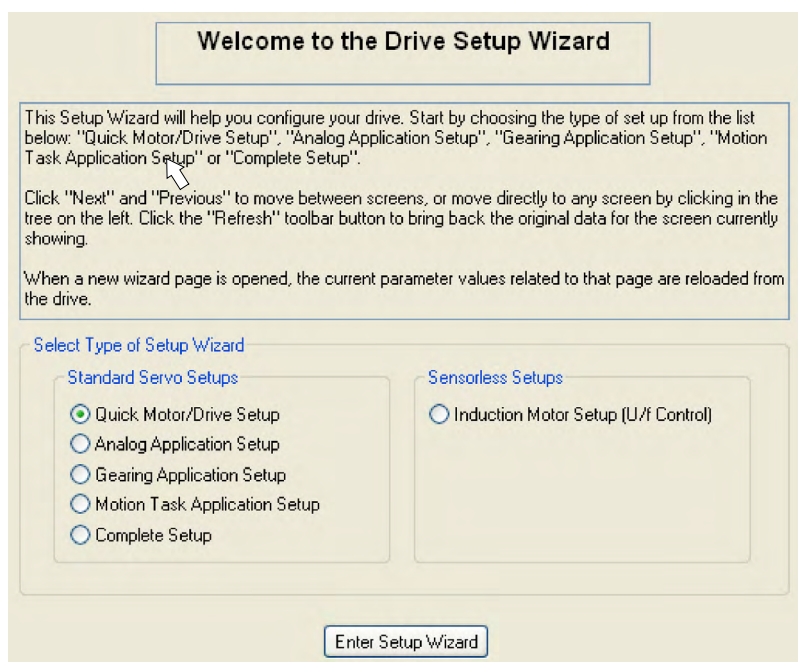 Welcome to the Drive Setup Wizard
This Setup Wizard will help you configure your drive. Start by choosing the type of set up from the list
below: "Quick Motor/Drive Setup", "Analog Application Setup", "Gearing Application Setup", "Motion
Task Application Setup" or "Complete Setup".
Click "Next" and "Previous" to move between screens, or move directly to any screen by clicking in the
tree on the left. Click the "Refresh" toolbar button to bring back the original data for the screen currently
showing.
When a new wizard page is opened, the current parameter values related to that page are reloaded from
the drive.
Select Type of Setup Wizard
Standard Servo Setups
Quick Motor/Drive Setup
Analog Application Setup
Gearing Application Setup
Motion Task Application Setup
Complete Setup
Sensorless Setups
Induction Motor Setup (U/f Control)
Enter Setup Wizard